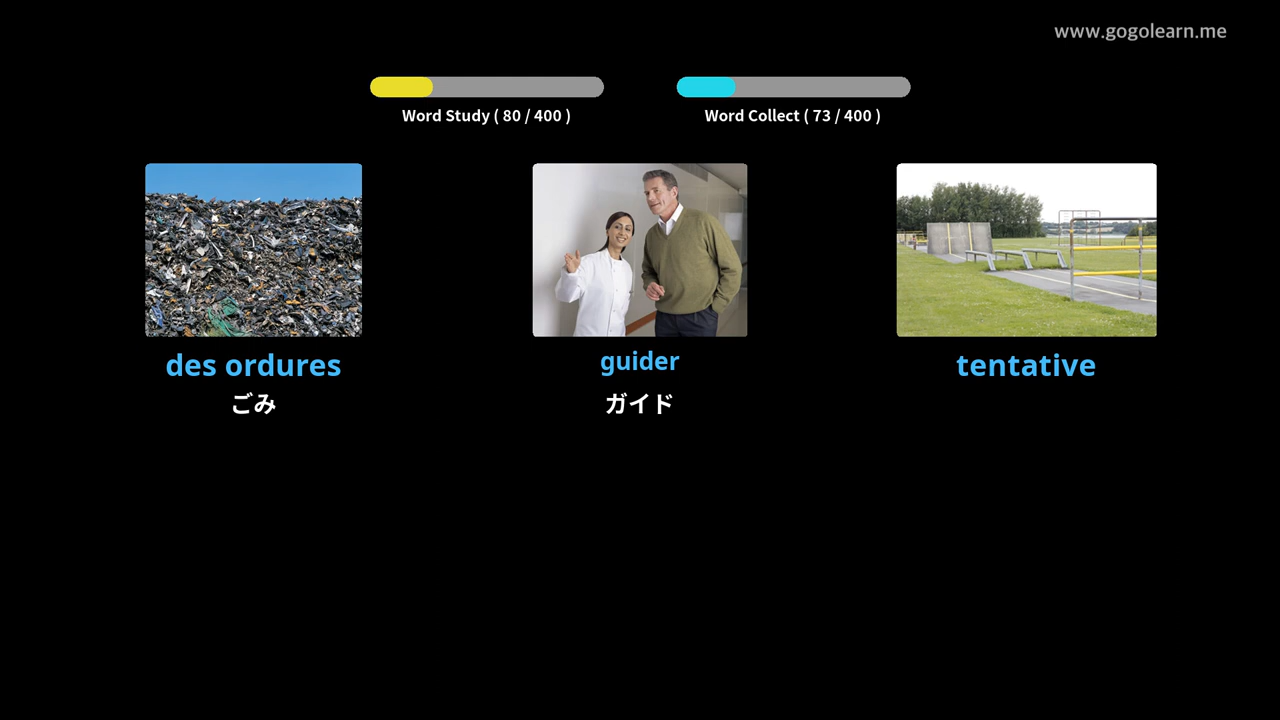 www.gogolearn.me
Word Study ( 80 / 400 )
Word Collect ( 73 / 400 )
des ordures
guider
tentative
ごみ
ガイド